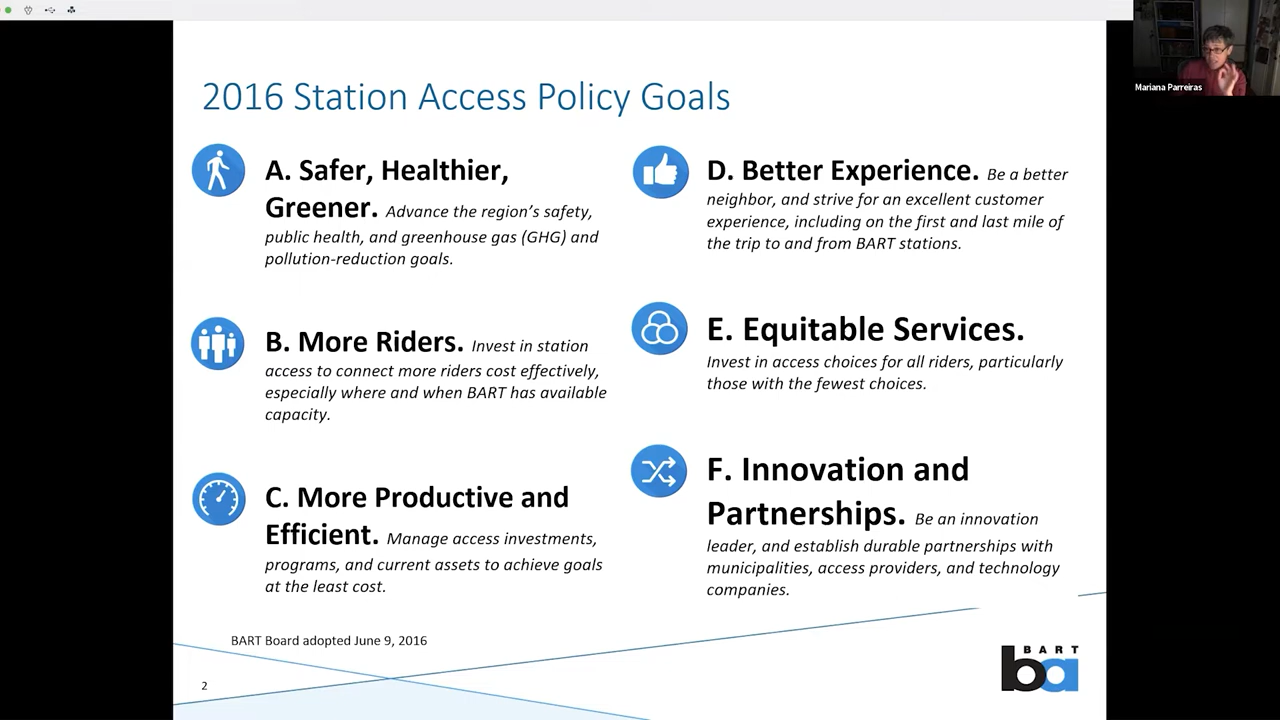 2016 Station Access Policy Goals
A. Safer, Healthier,
Greener. Advance the region’s safety,
public health, and greenhouse gas (GHG) and
pollution-reduction goals.
B. More Riders. Invest in station
access to connect more riders cost effectively,
especially where and when BART has available
capacity.
C. More Productive and
Efficient. Manage access investments,
programs, and current assets to achieve goals
at the least cost.
D. Better Experience. Be a better
neighbor, and strive for an excellent customer
experience, including on the first and last mile of
the trip to and from BART stations.
E. Equitable Services.
Invest in access choices for all riders, particularly
those with the fewest choices.
F. Innovation and
Partnerships. Be an innovation
leader, and establish durable partnerships with
municipalities, access providers, and technology
companies.
BART Board adopted June 9, 2016
2
BART
ba
Mariana Parreiras